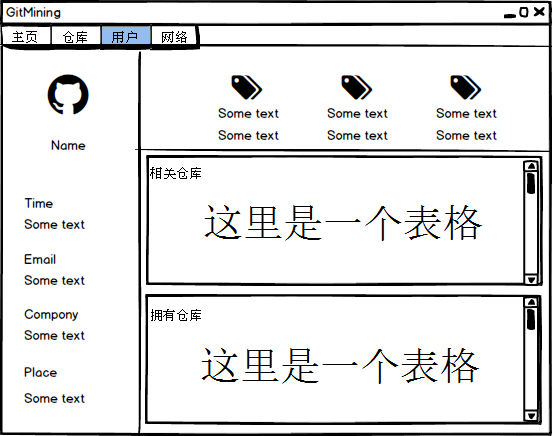 GitMining
主页 仓库 用户 网络
Name
Time
Some text
Email
Some text
Compony
Some text
Place
Some text
Some text Some text Some text
Some text Some text Some text
相关仓库
这里是一个表格
拥有仓库
这里是一个表格